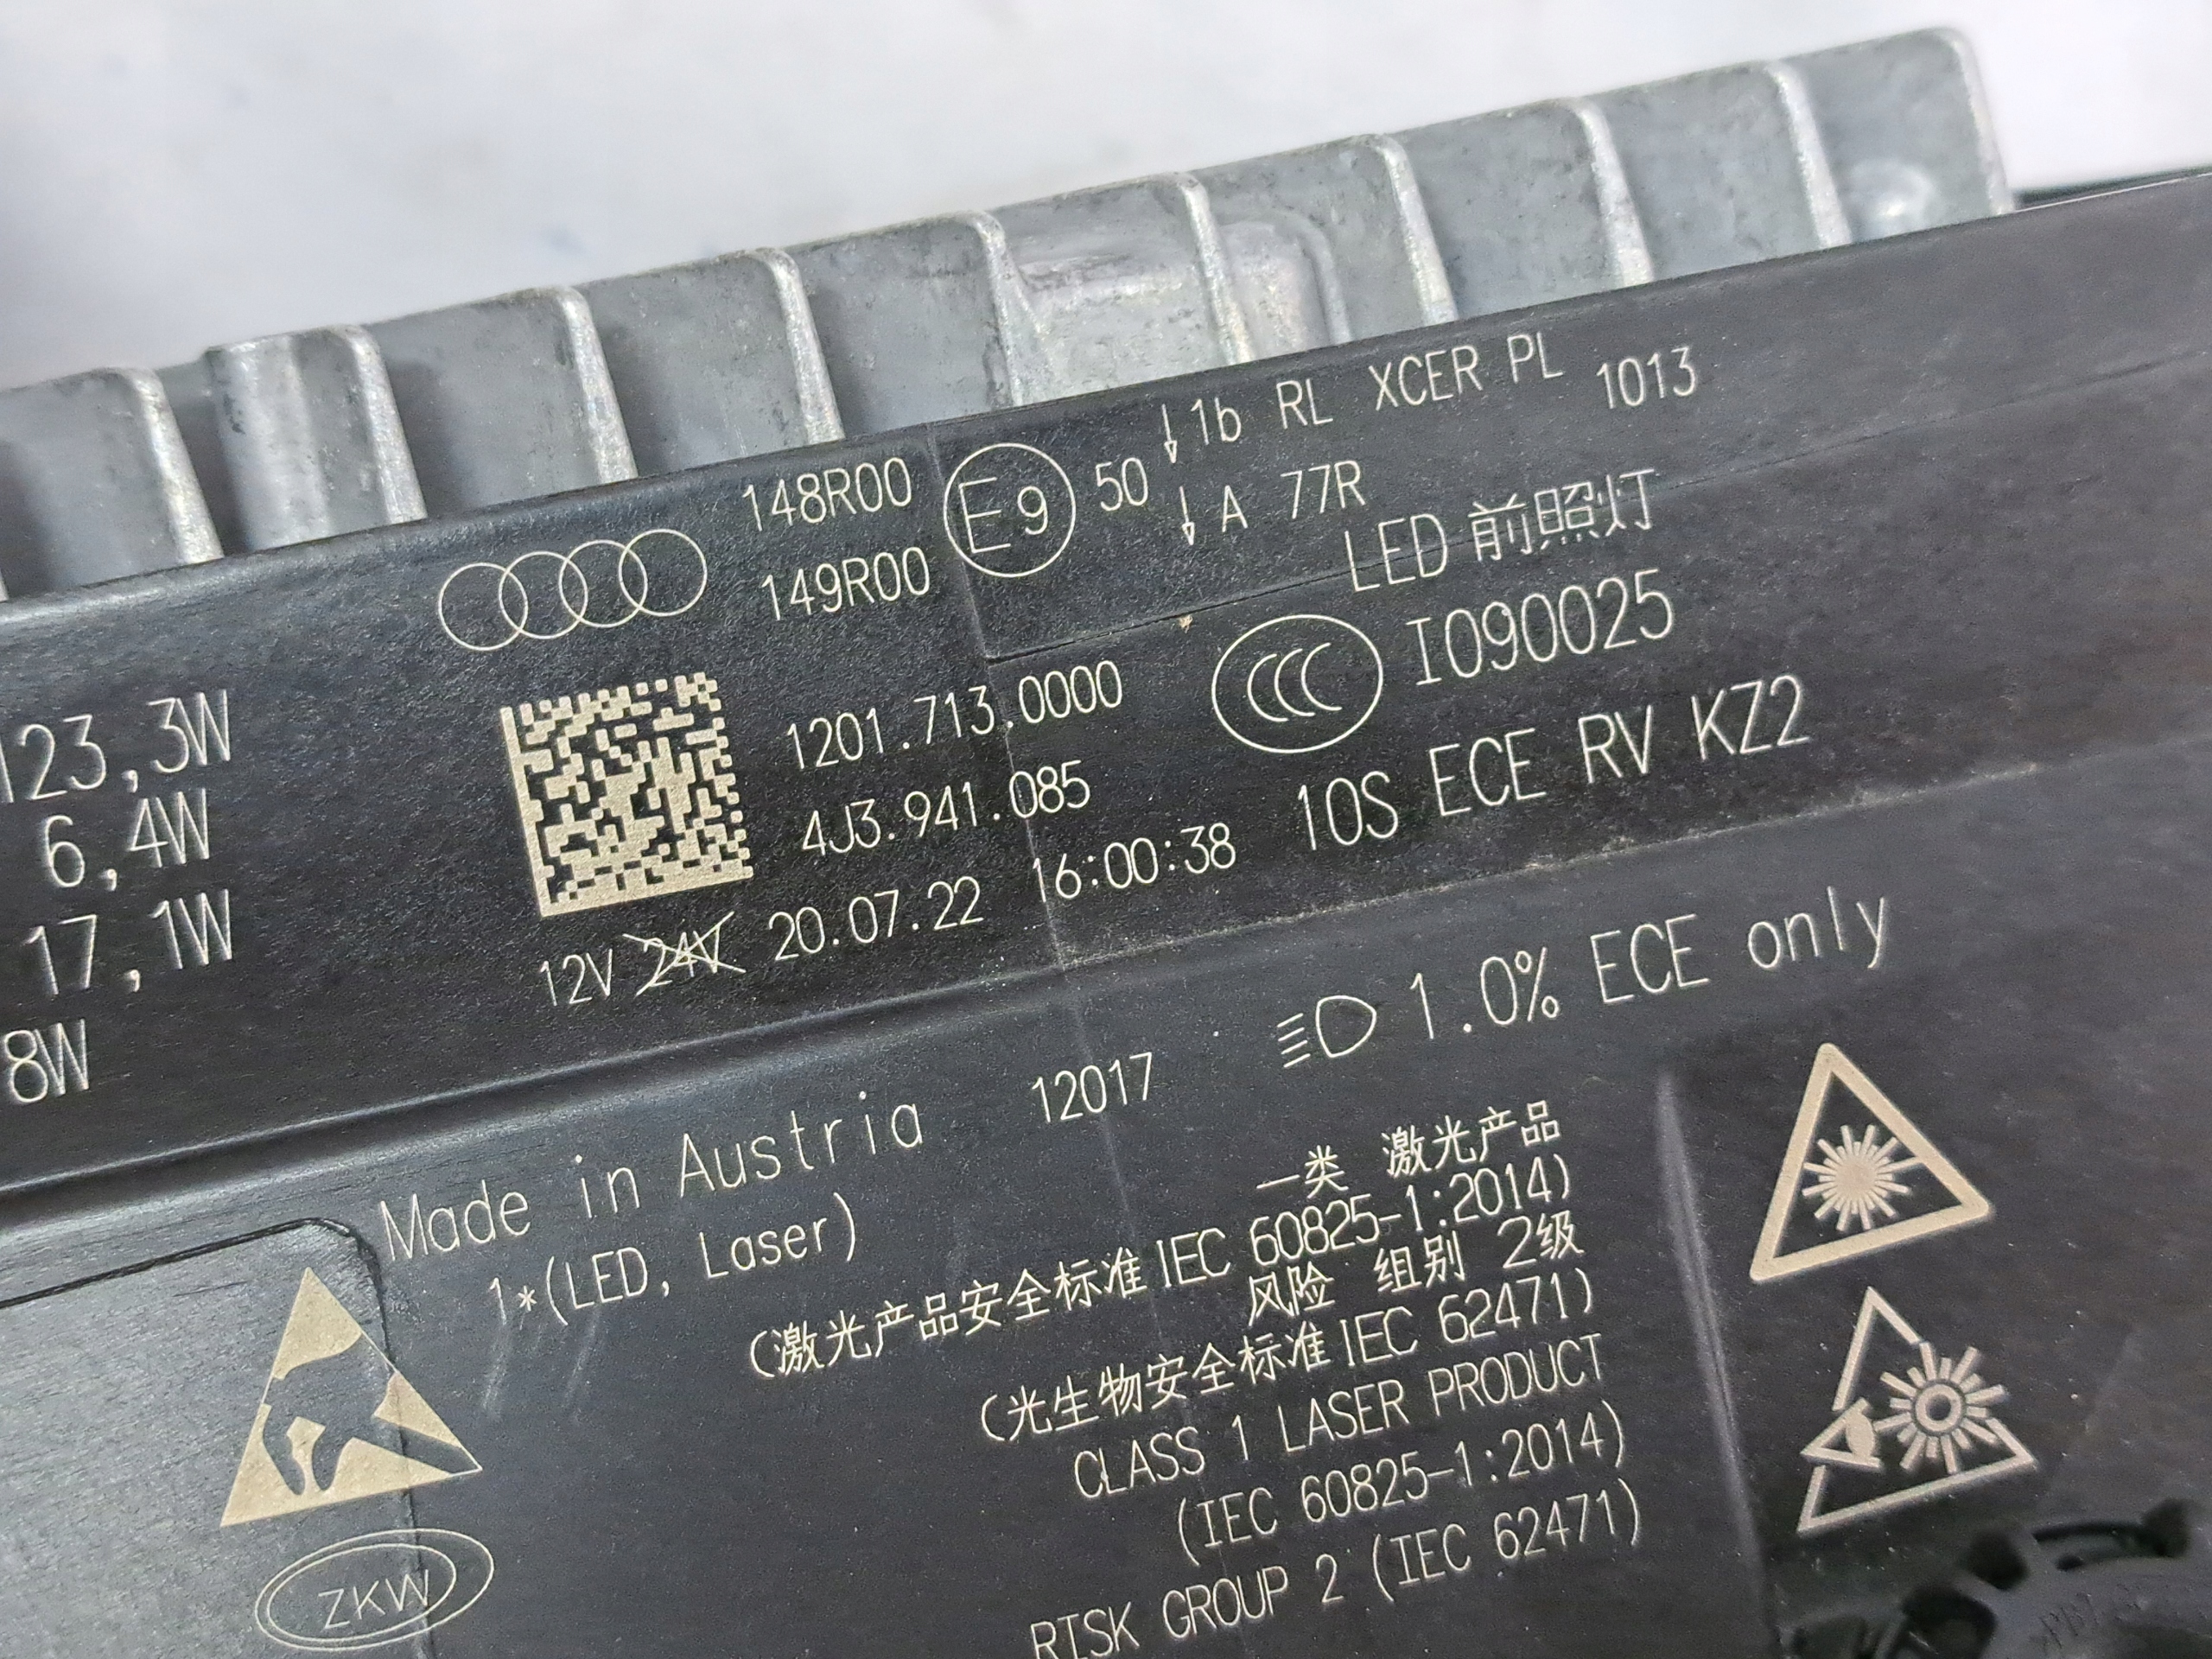 148R00
149R00
E9
50
↓1b RL XCER PL
↓A 77R
1013
LED 前照灯
CCC
I090025
1201.713.0000
4J3.941.085
10S ECE RV KZ2
12V 24V 20.07.22 16:00:38
123,3W
6,4W
17,1W
8W
1.0% ECE only
Made in Austria
12017
1*(LED, Laser)
一类 激光产品
(激光产品安全标准 IEC 60825-1:2014)
风险 组别 2级
(光生物安全标准 IEC 62471)
CLASS 1 LASER PRODUCT
(IEC 60825-1:2014)
RISK GROUP 2 (IEC 62471)
ZKW